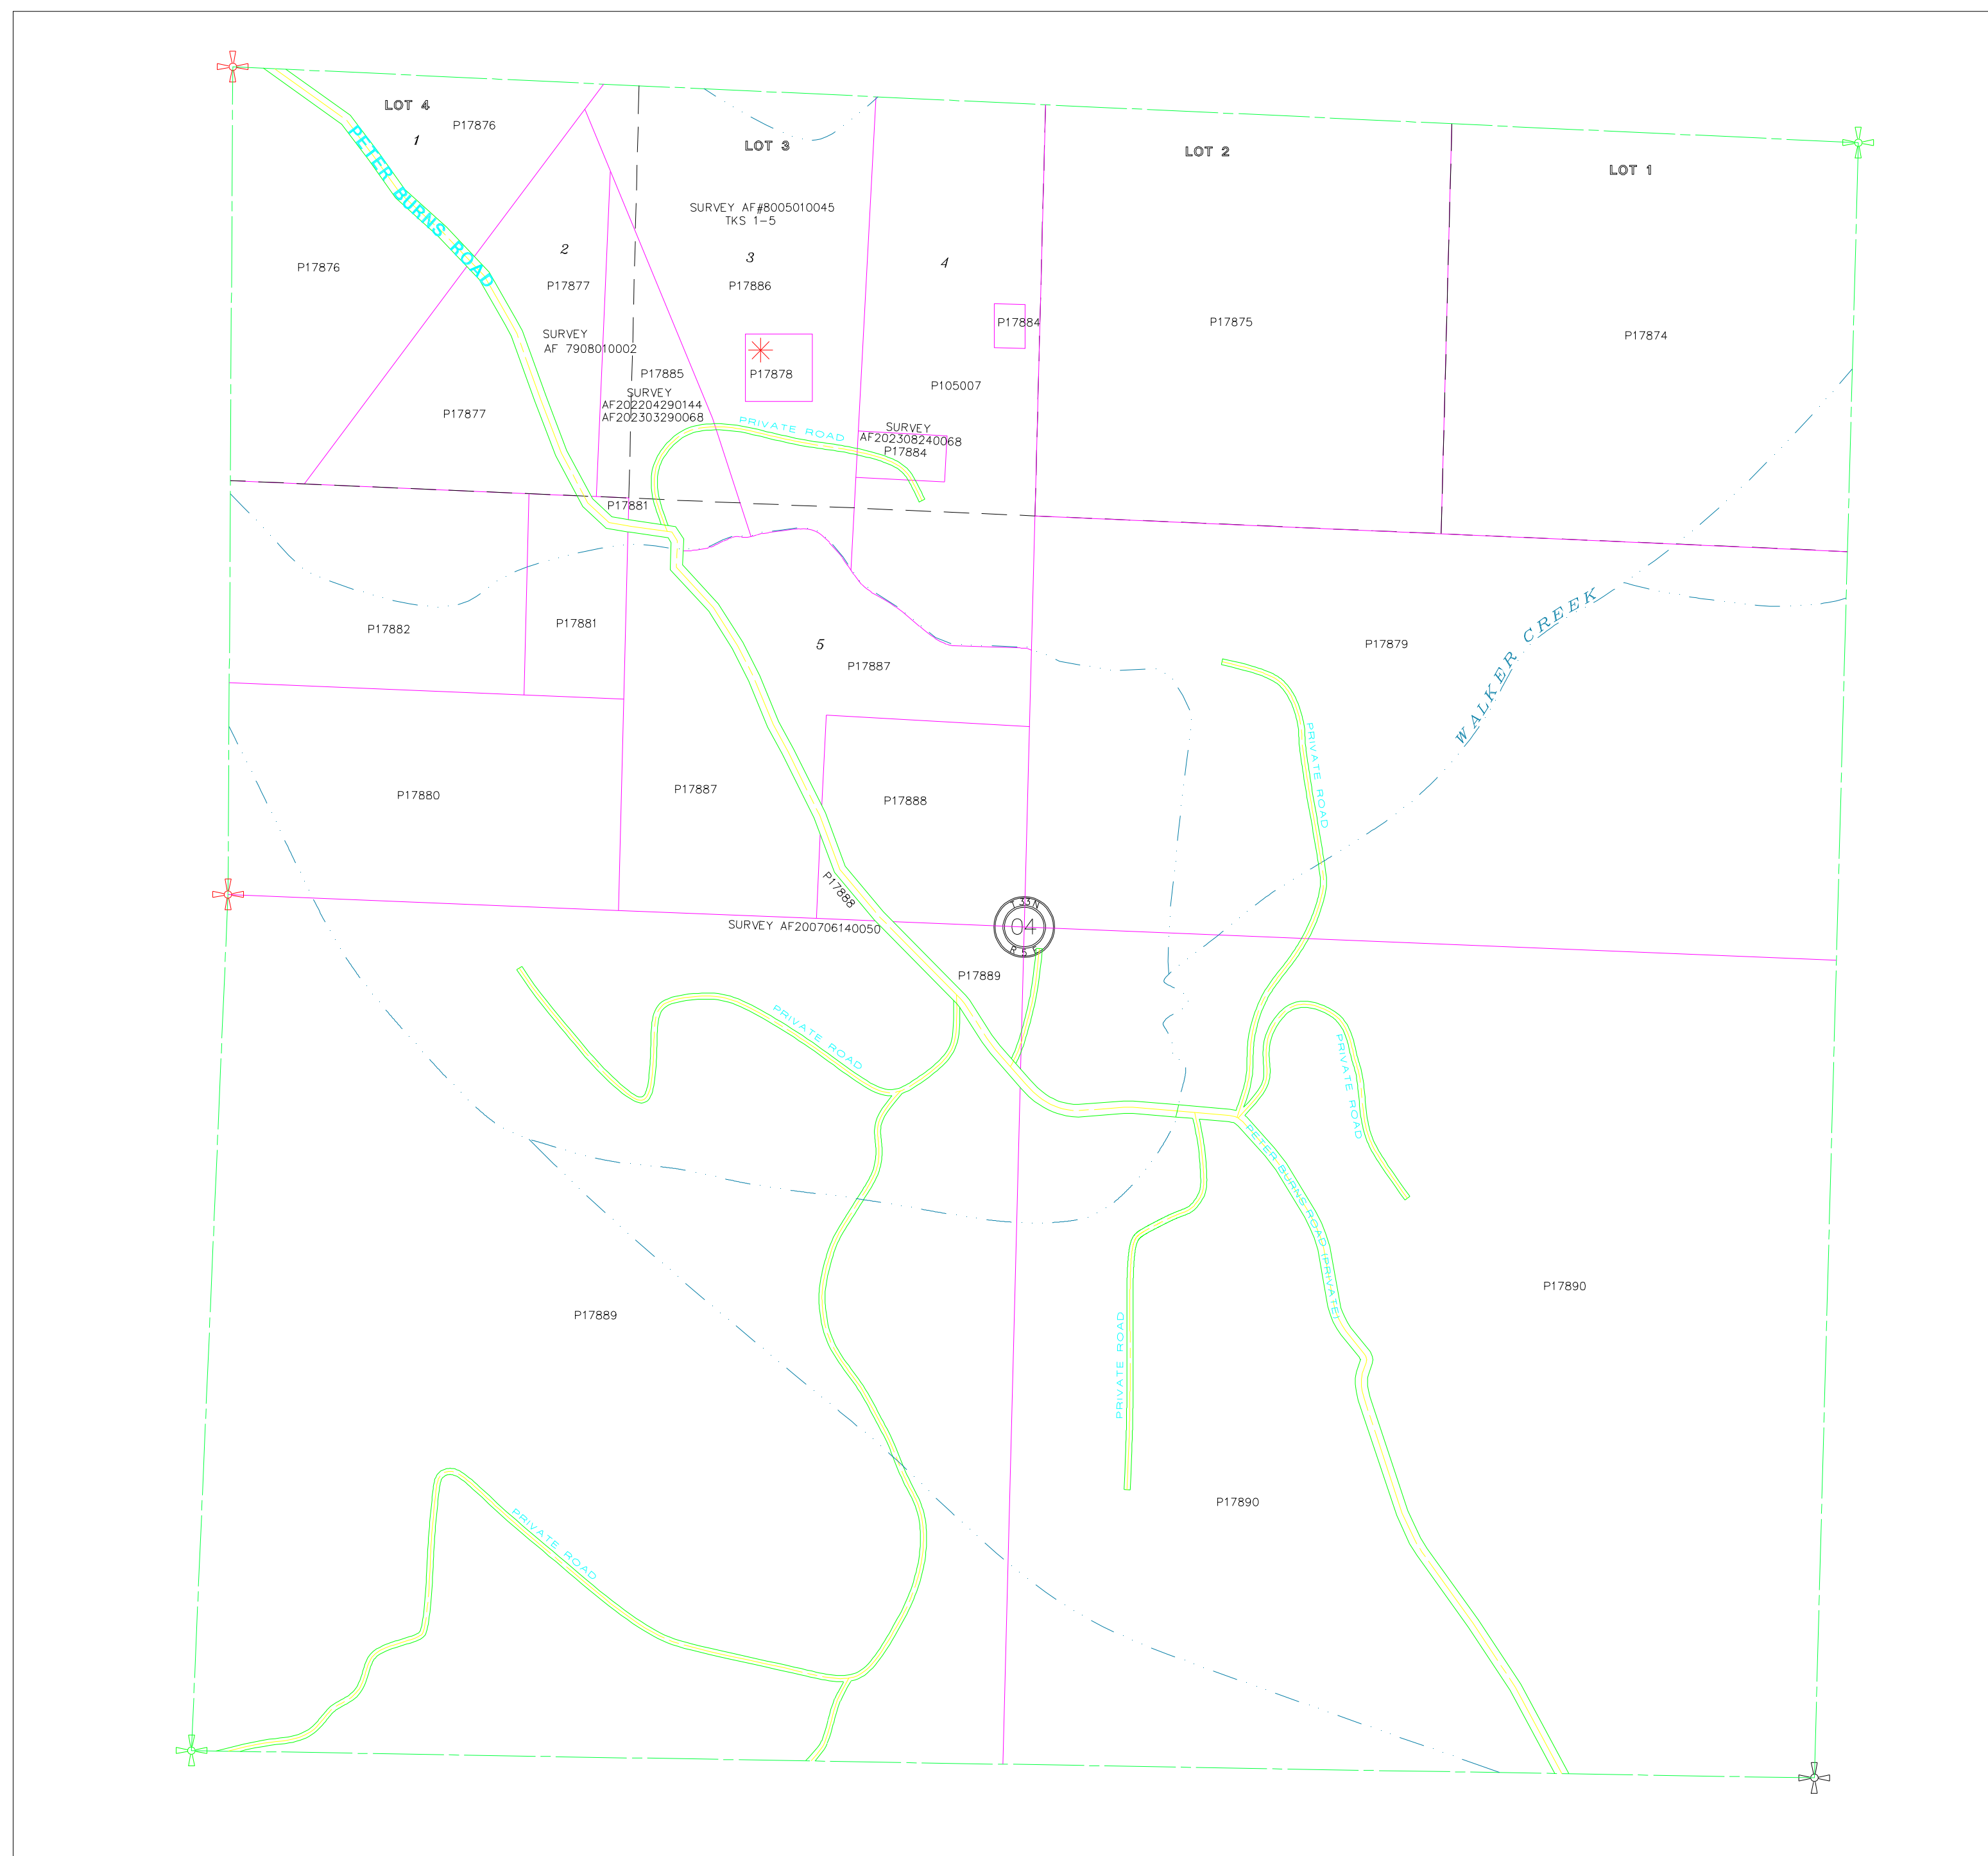 LOT 4
1
P17876
PETER BURNS ROAD
P17876
LOT 3
SURVEY AF#8005010045
TKS 1-5
3
P17886
2
P17877
SURVEY
AF 7908010002
P17885
SURVEY
AF202204290144
AF202303290068
P17877
P17878
PRIVATE ROAD
4
P17884
P105007
SURVEY
AF202308240068
P17884
LOT 2
P17875
LOT 1
P17874
P17881
P17882
P17881
5
P17887
P17879
WALKER CREEK
PRIVATE ROAD
P17880
P17887
P17888
P17888
SURVEY AF200706140050
T 33 N
04
R 5 E
P17889
PRIVATE ROAD
PRIVATE ROAD
PETER BURNS ROAD (PRIVATE)
P17890
P17889
PRIVATE ROAD
P17890
PRIVATE ROAD